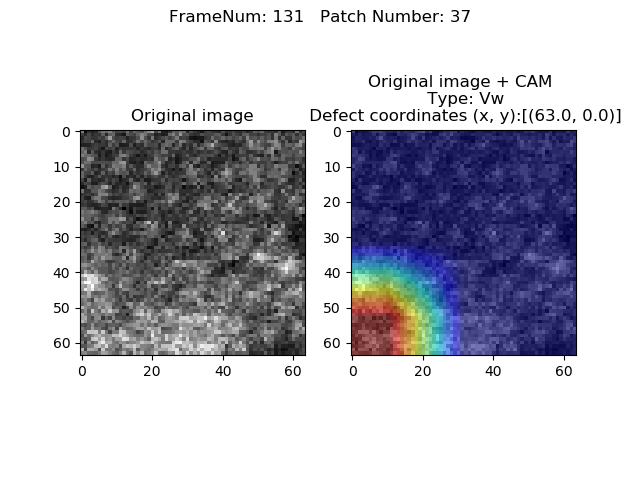 FrameNum: 131   Patch Number: 37
Original image
Original image + CAM
Type: Vw
Defect coordinates (x, y):[(63.0, 0.0)]
0
10
20
30
40
50
60
0 20 40 60
0
10
20
30
40
50
60
0 20 40 60